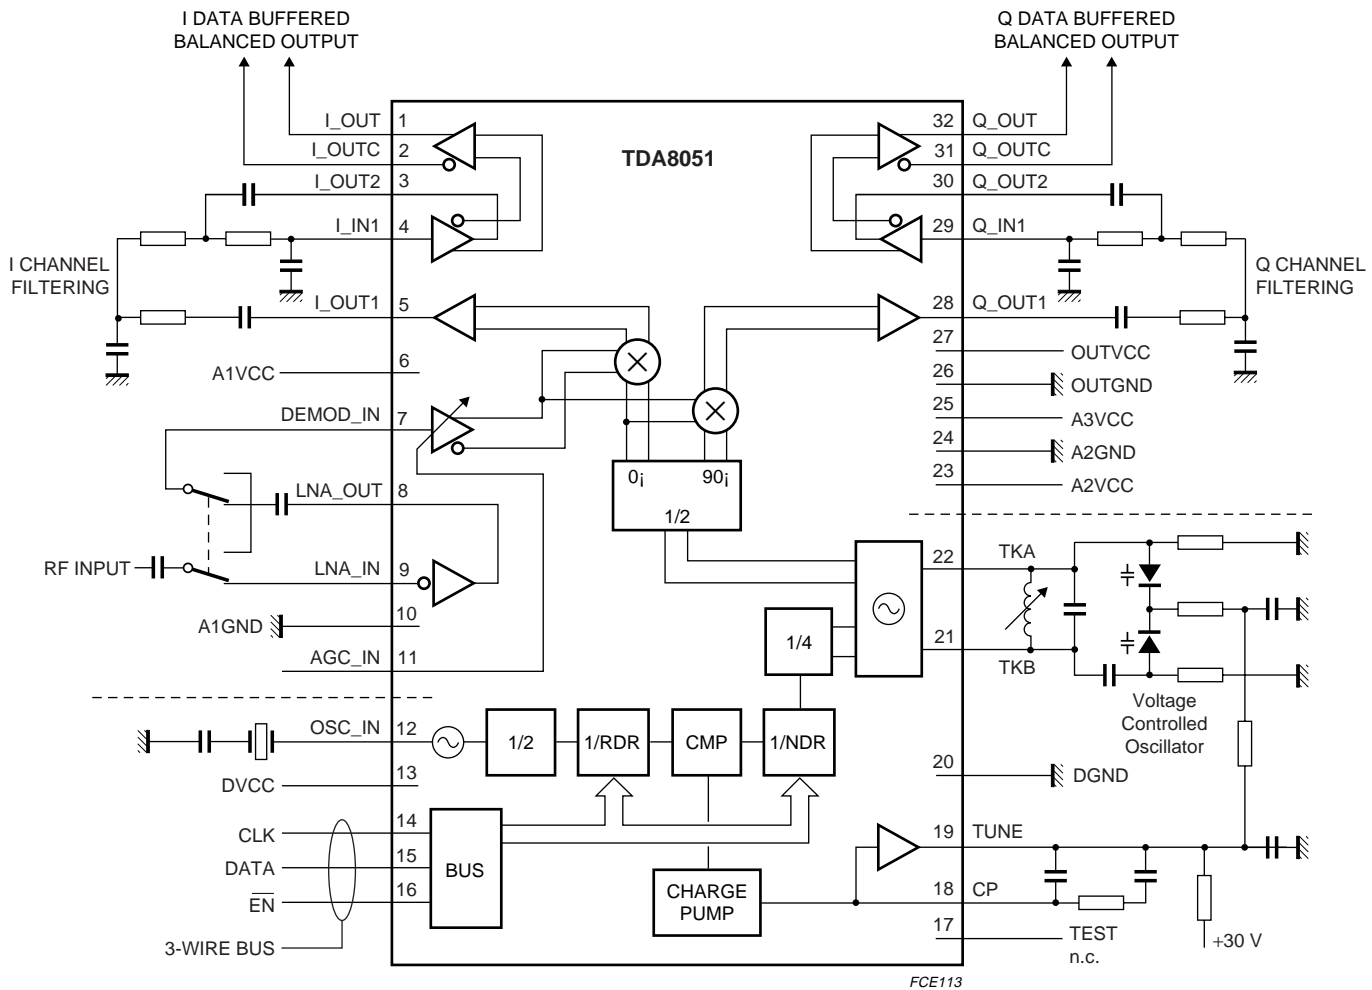 I DATA BUFFERED
BALANCED OUTPUT
Q DATA BUFFERED
BALANCED OUTPUT
TDA8051
I_OUT 1
I_OUTC 2
I_OUT2 3
I_IN1 4
I CHANNEL
FILTERING
I_OUT1 5
A1VCC 6
DEMOD_IN 7
LNA_OUT 8
RF INPUT
LNA_IN 9
A1GND 10
AGC_IN 11
OSC_IN 12
DVCC 13
CLK 14
DATA 15
EN 16
3-WIRE BUS
32 Q_OUT
31 Q_OUTC
30 Q_OUT2
29 Q_IN1
Q CHANNEL
FILTERING
28 Q_OUT1
27 OUTVCC
26 OUTGND
25 A3VCC
24 A2GND
23 A2VCC
22 TKA
21 TKB
Voltage
Controlled
Oscillator
20 DGND
19 TUNE
18 CP
17 TEST
n.c.
+30 V
0¡ 90¡
1/2
1/4
1/2
1/RDR
CMP
1/NDR
BUS
CHARGE
PUMP
FCE113